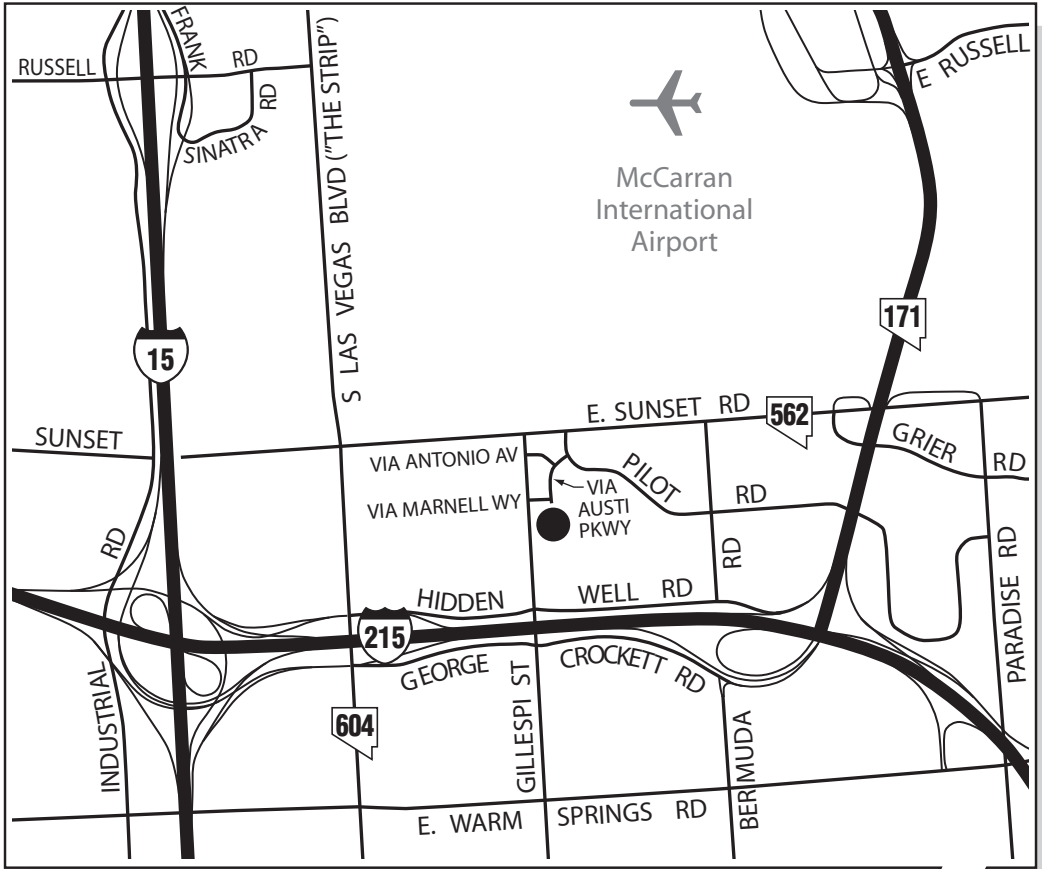 FRANK
RUSSELL
RD
RD
SINATRA
S LAS VEGAS BLVD ("THE STRIP")
E RUSSELL
McCarran
International
Airport
171
15
E. SUNSET RD
562
SUNSET
GRIER RD
VIA ANTONIO AV
PILOT RD
VIA MARNELL WY
VIA
AUSTI
PKWY
RD
RD
PARADISE RD
HIDDEN WELL RD
215
GEORGE CROCKETT RD
INDUSTRIAL
604
GILLESPI ST
BERMUDA
E. WARM SPRINGS RD